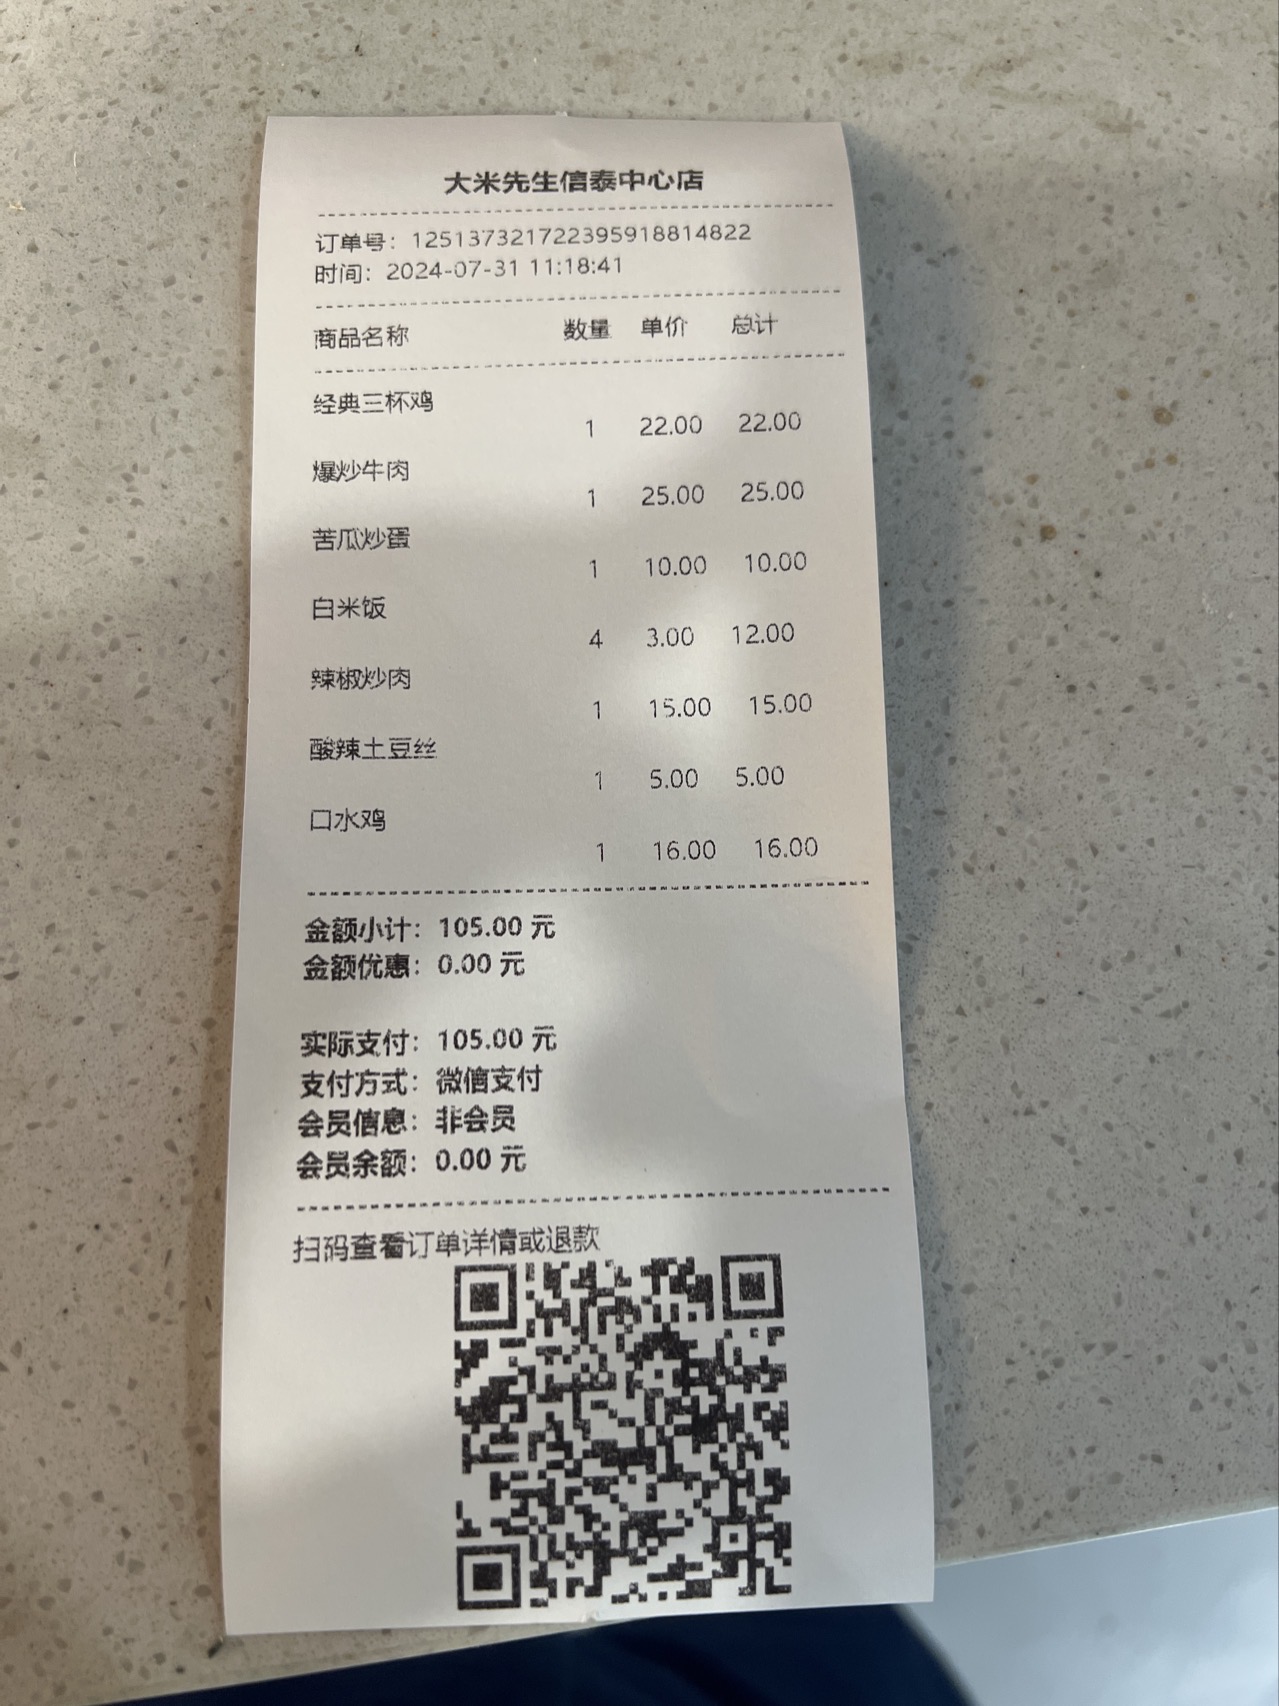 大米先生信泰中心店
订单号：125137321722395918814822
时间：2024-07-31 11:18:41
商品名称 数量 单价 总计
经典三杯鸡
1 22.00 22.00
爆炒牛肉
1 25.00 25.00
苦瓜炒蛋
1 10.00 10.00
白米饭
4 3.00 12.00
辣椒炒肉
1 15.00 15.00
酸辣土豆丝
1 5.00 5.00
口水鸡
1 16.00 16.00
金额小计：105.00 元
金额优惠：0.00 元
实际支付：105.00 元
支付方式：微信支付
会员信息：非会员
会员余额：0.00 元
扫码查看订单详情或退款